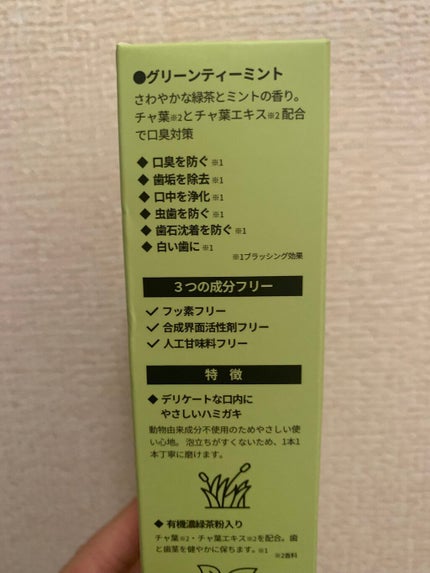 ●グリーンティーミント
さわやかな緑茶とミントの香り。
チャ葉※2とチャ葉エキス※2配合
で口臭対策
◆ 口臭を防ぐ※1
◆ 歯垢を除去※1
◆ 口中を浄化※1
◆ 虫歯を防ぐ※1
◆ 歯石沈着を防ぐ※1
◆ 白い歯に※1
※1ブラッシング効果
3つの成分フリー
✓ フッ素フリー
✓ 合成界面活性剤フリー
✓ 人工甘味料フリー
特 徴
◆ デリケートな口内に
やさしいハミガキ
動物由来成分不使用のためやさしい使
い心地。泡立ちがすくないため、1本1
本丁寧に磨けます。
◆ 有機濃緑茶粉入り
チャ葉※2・チャ葉エキス※2を配合。歯
と歯茎を健やかに保ちます。※1
※2香料